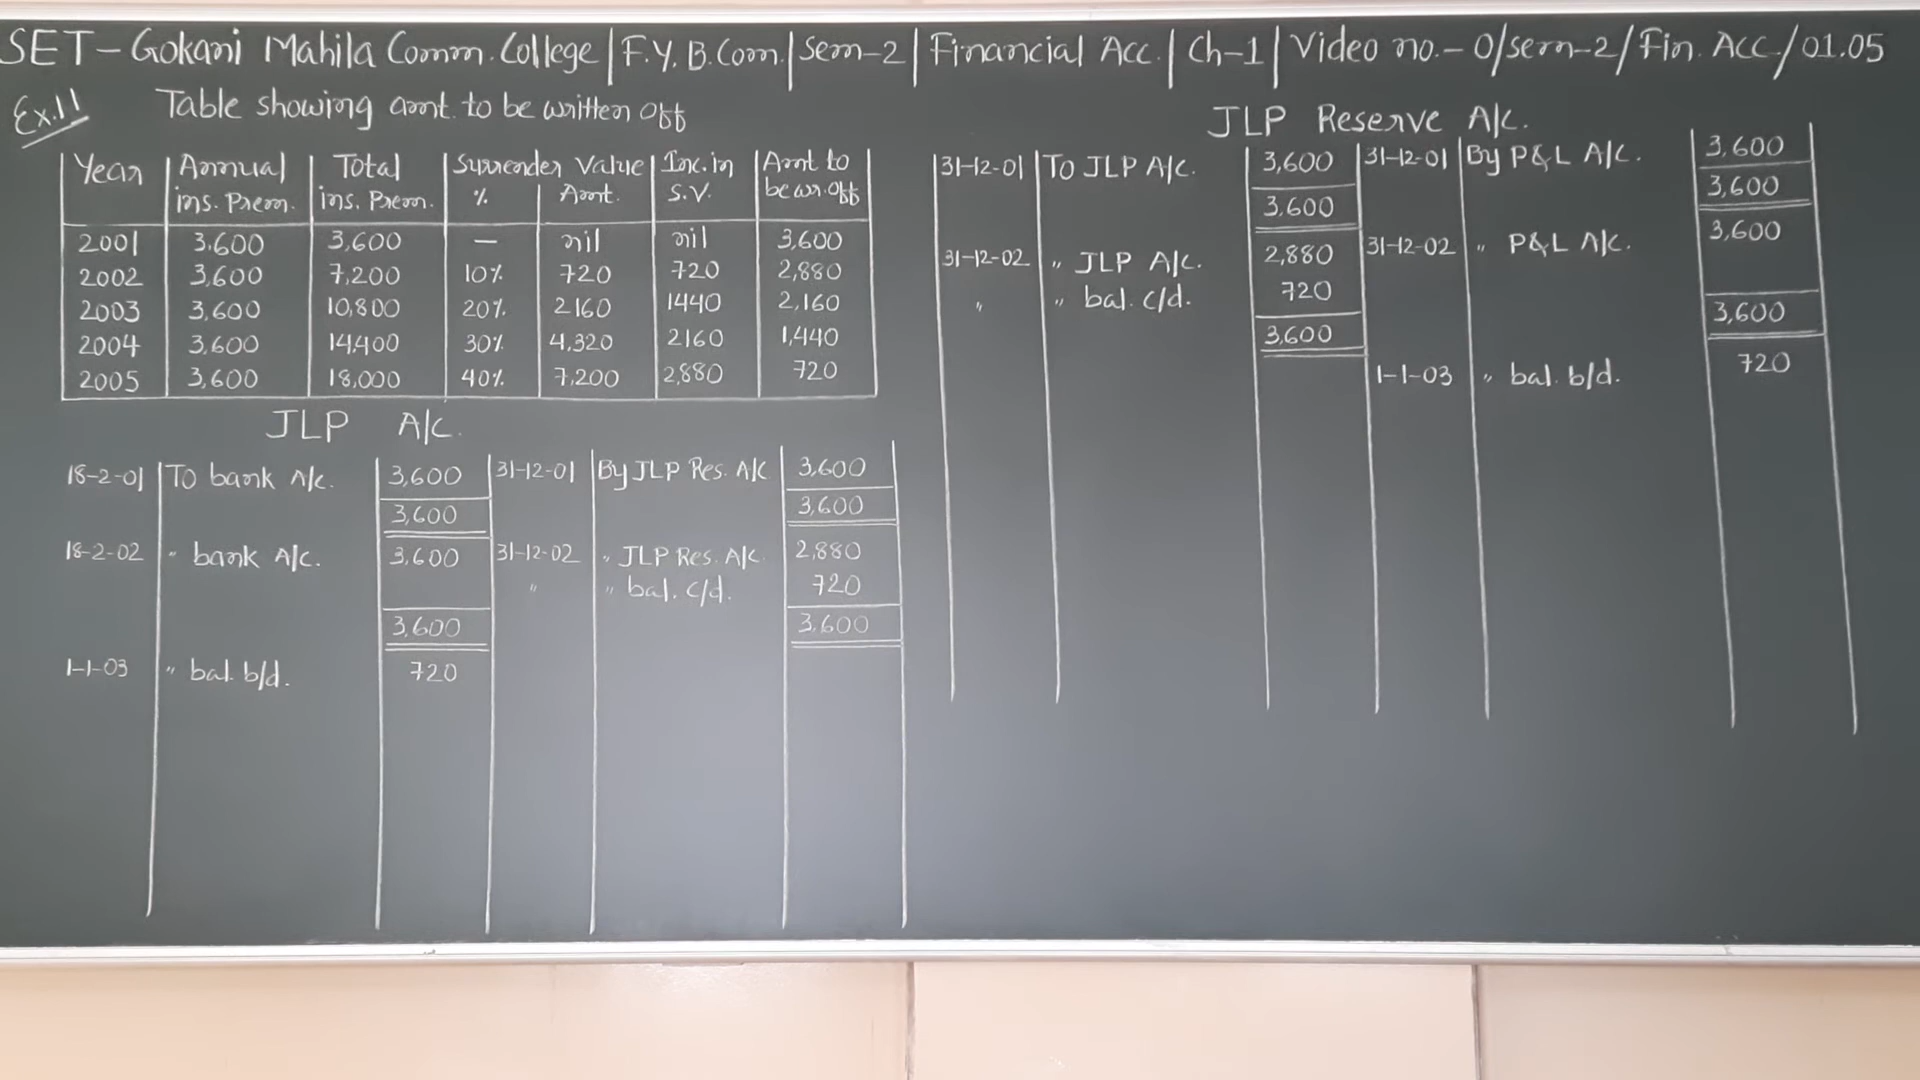 SET - Gokani Mahila Comm. College | F.Y. B.Com. | Sem-2 | Financial Acc. | Ch-1 | Video no. - 0/sem-2/Fin. Acc/01.05
Ex.11 Table showing amt. to be written off
Year | Annual ins. Prem. | Total ins. Prem. | Surrender Value % | Amt. | Inc. in S.V. | Amt to be wr. off
2001 | 3,600 | 3,600 | — | nil | nil | 3,600
2002 | 3,600 | 7,200 | 10% | 720 | 720 | 2,880
2003 | 3,600 | 10,800 | 20% | 2160 | 1440 | 2,160
2004 | 3,600 | 14,400 | 30% | 4,320 | 2160 | 1,440
2005 | 3,600 | 18,000 | 40% | 7,200 | 2,880 | 720
JLP A/c.
18-2-01 | To bank A/c. | 3,600 | 31-12-01 | By JLP Res. A/c | 3,600
3,600 | 3,600
18-2-02 | " bank A/c. | 3,600 | 31-12-02 | " JLP Res. A/c. | 2,880
" | " bal. c/d. | 720
3,600 | 3,600
1-1-03 | " bal. b/d. | 720
JLP Reserve A/c.
31-12-01 | To JLP A/c. | 3,600 | 31-12-01 | By P&L A/c. | 3,600
3,600 | 3,600
31-12-02 | " JLP A/c. | 2,880 | 31-12-02 | " P&L A/c. | 3,600
" | " bal. c/d. | 720
3,600 | 3,600
1-1-03 | " bal. b/d. | 720